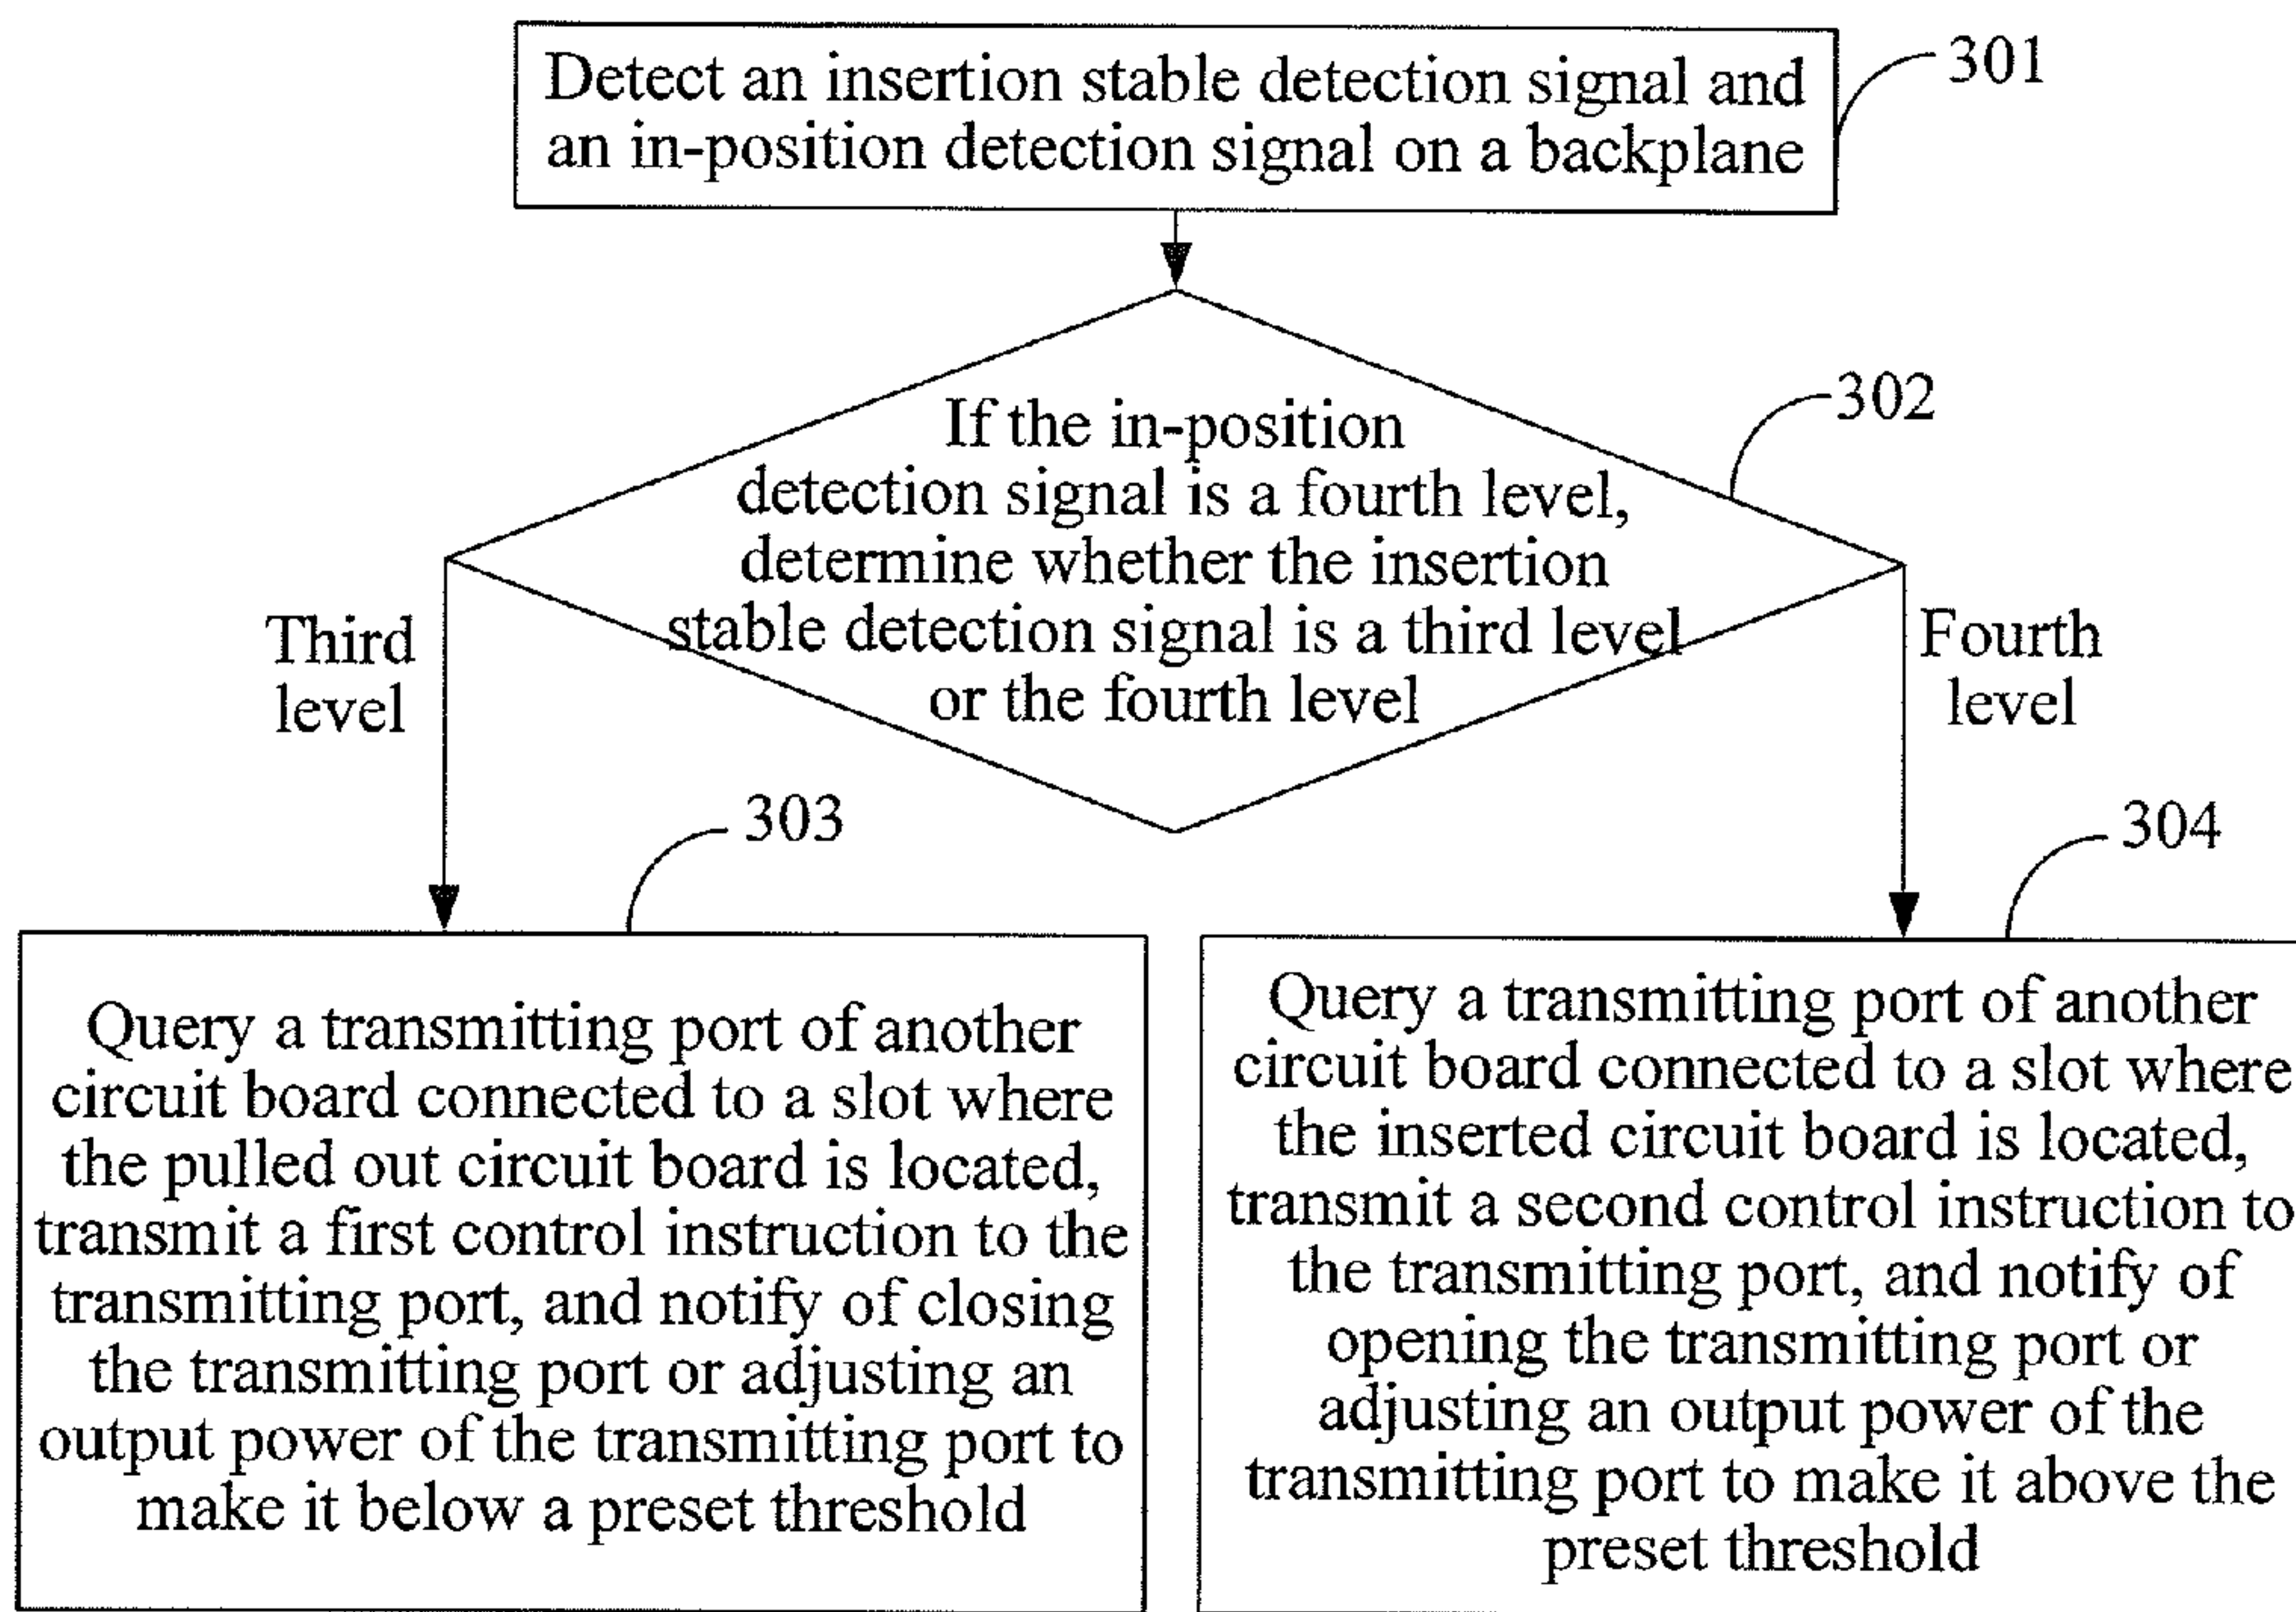 Detect an insertion stable detection signal and
an in-position detection signal on a backplane
301
If the in-position
detection signal is a fourth level,
determine whether the insertion
stable detection signal is a third level
or the fourth level
302
Third
level
Fourth
level
303
Query a transmitting port of another
circuit board connected to a slot where
the pulled out circuit board is located,
transmit a first control instruction to the
transmitting port, and notify of closing
the transmitting port or adjusting an
output power of the transmitting port to
make it below a preset threshold
304
Query a transmitting port of another
circuit board connected to a slot where
the inserted circuit board is located,
transmit a second control instruction to
the transmitting port, and notify of
opening the transmitting port or
adjusting an output power of the
transmitting port to make it above the
preset threshold